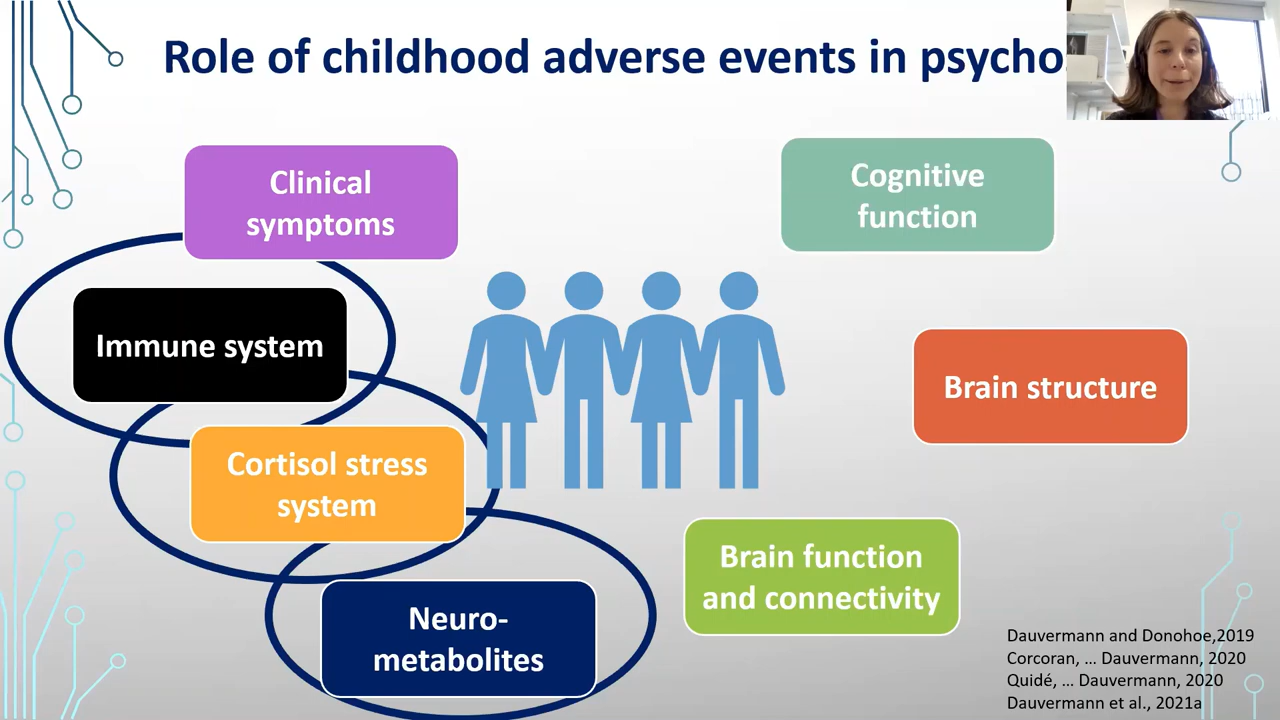 Role of childhood adverse events in psycho
Clinical
symptoms
Cognitive
function
Immune system
Brain structure
Cortisol stress
system
Brain function
and connectivity
Neuro-
metabolites
Dauvermann and Donohoe,2019
Corcoran, ... Dauvermann, 2020
Quidé, ... Dauvermann, 2020
Dauvermann et al., 2021a